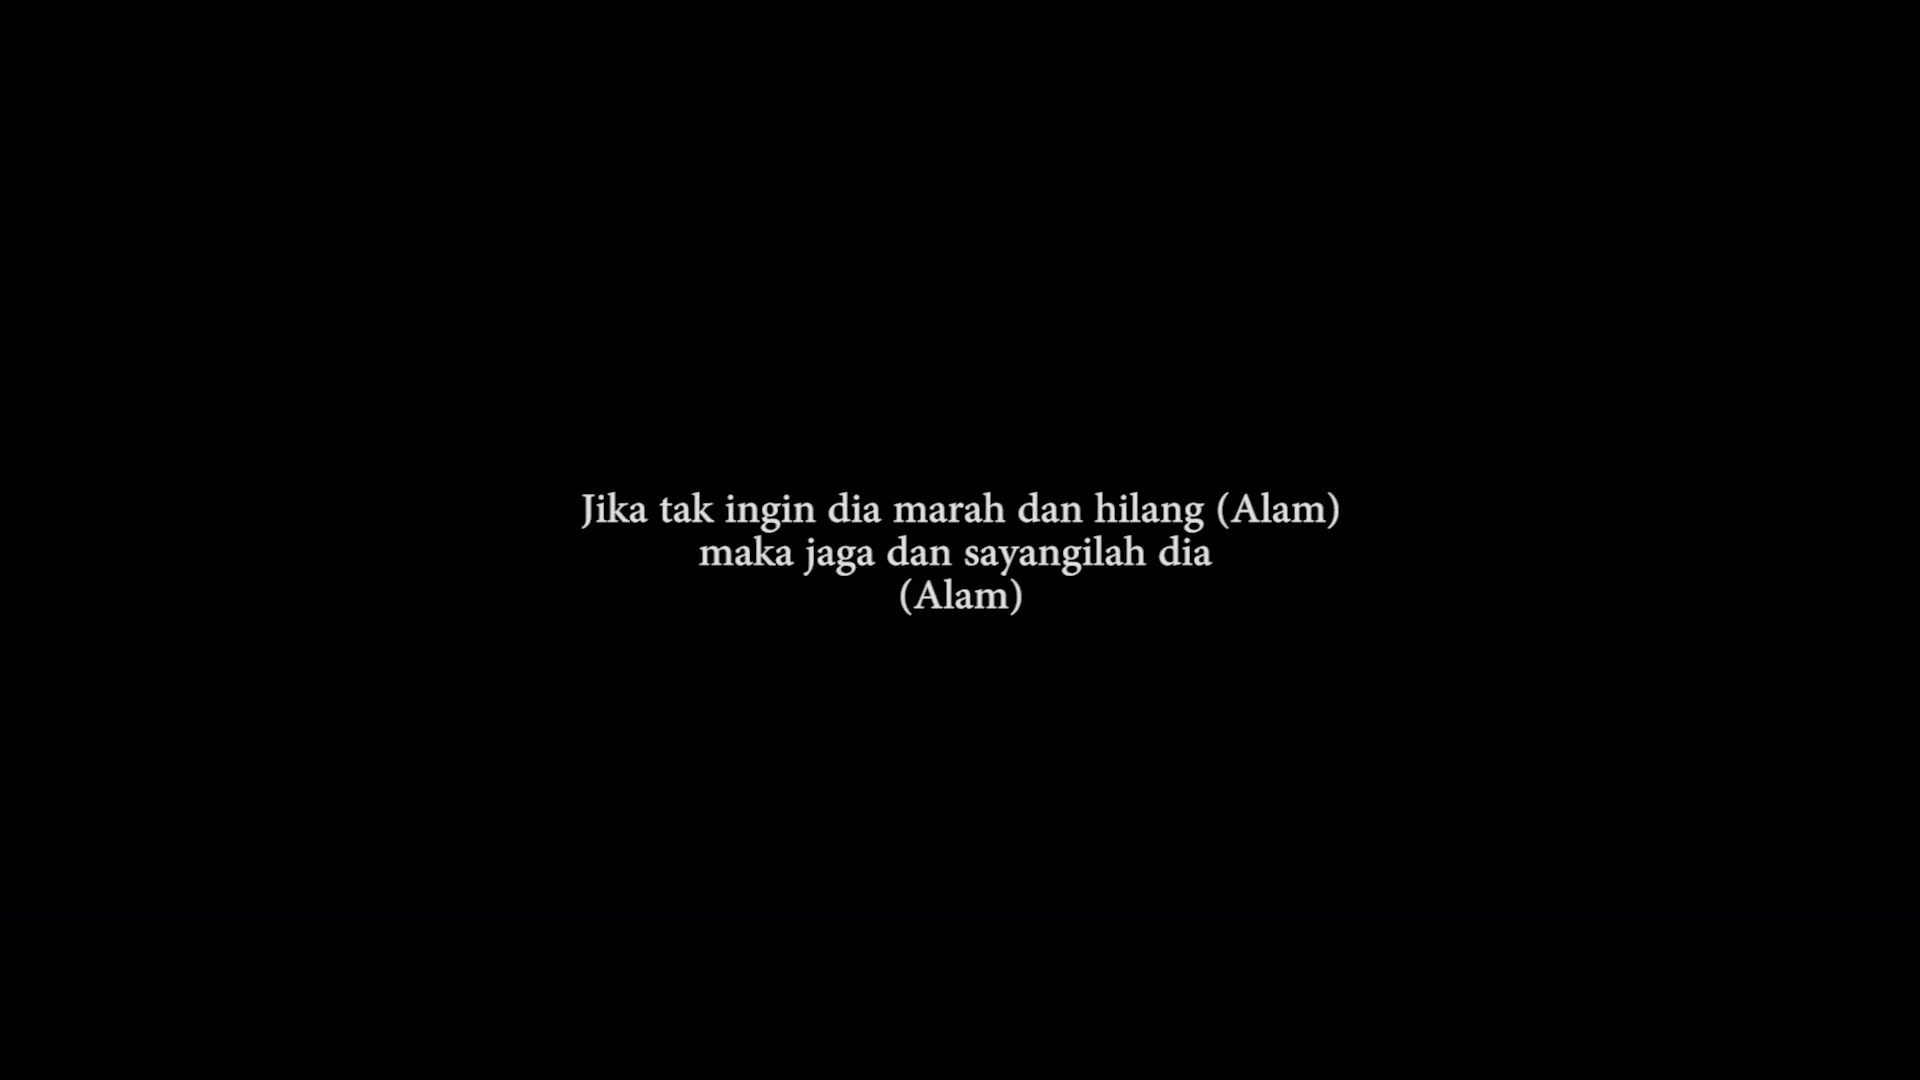 Jika tak ingin dia marah dan hilang (Alam)
maka jaga dan sayangilah dia
(Alam)